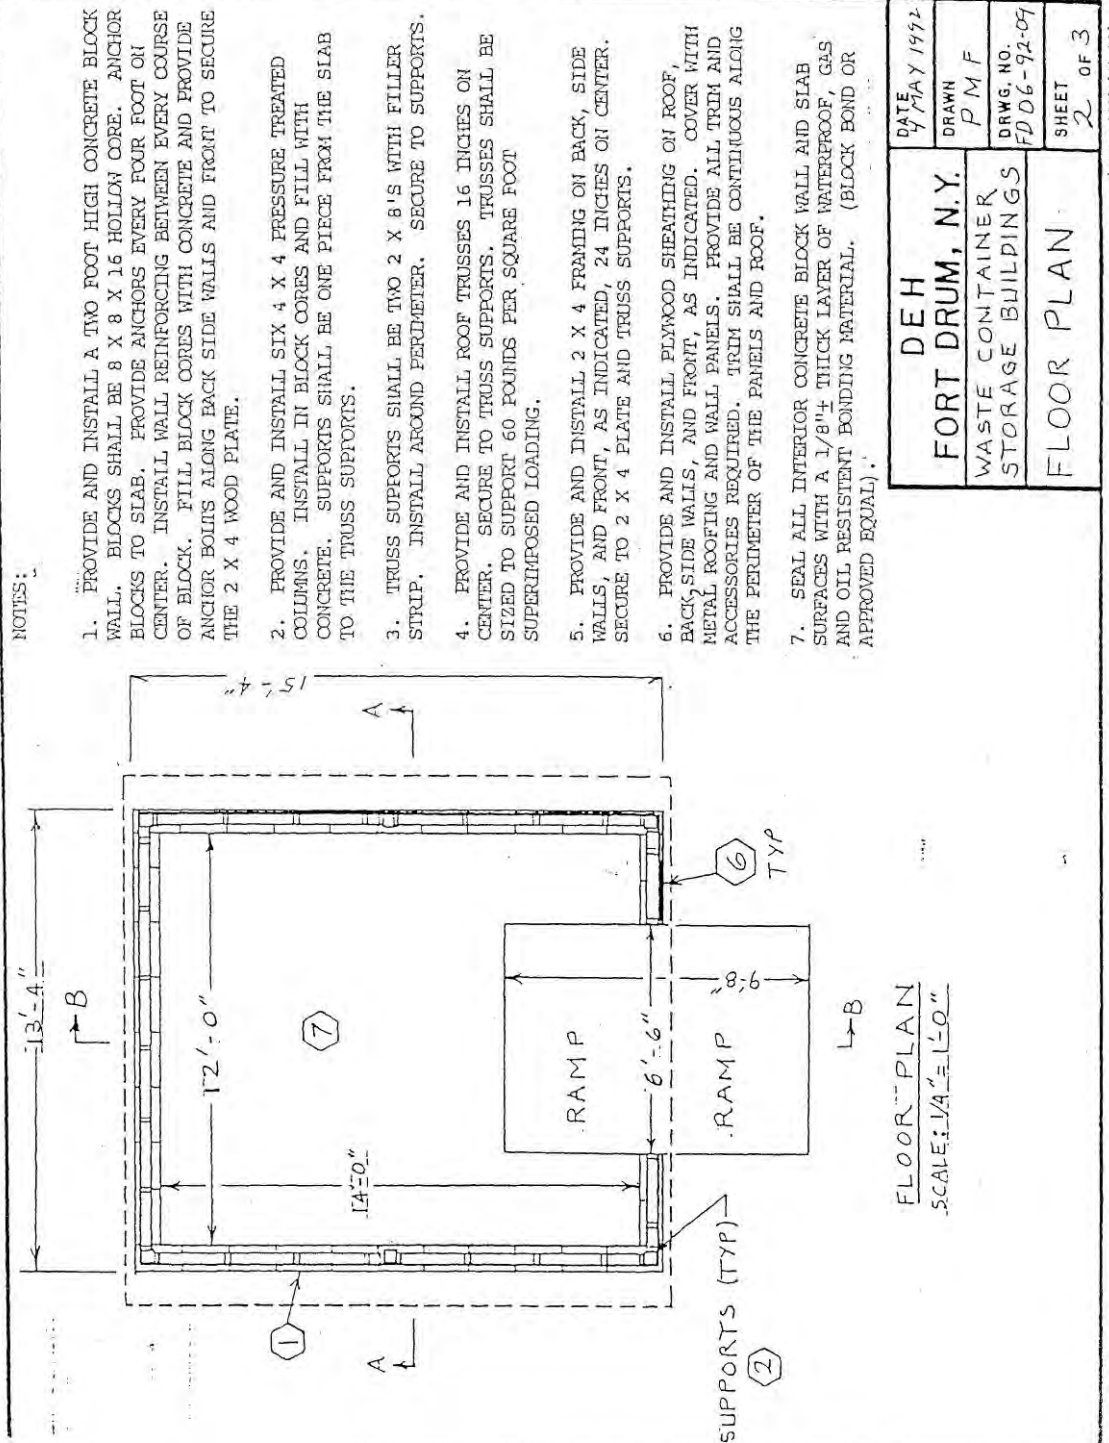 NOTES:
1. PROVIDE AND INSTALL A TWO FOOT HIGH CONCRETE BLOCK
WALL. BLOCKS SHALL BE 8 X 8 X 16 HOLLOW CORE. ANCHOR
BLOCKS TO SLAB. PROVIDE ANCHORS EVERY FOUR FOOT ON
CENTER. INSTALL WALL REINFORCING BETWEEN EVERY COURSE
OF BLOCK. FILL BLOCK CORES WITH CONCRETE AND PROVIDE
ANCHOR BOLTS ALONG BACK SIDE WALLS AND FRONT TO SECURE
THE 2 X 4 WOOD PLATE.
2. PROVIDE AND INSTALL SIX 4 X 4 PRESSURE TREATED
COLUMNS. INSTALL IN BLOCK CORES AND FILL WITH
CONCRETE. SUPPORTS SHALL BE ONE PIECE FROM THE SLAB
TO THE TRUSS SUPPORTS.
3. TRUSS SUPPORTS SHALL BE TWO 2 X 8'S WITH FILLER
STRIP. INSTALL AROUND PERIMETER. SECURE TO SUPPORTS.
4. PROVIDE AND INSTALL ROOF TRUSSES 16 INCHES ON
CENTER. SECURE TO TRUSS SUPPORTS. TRUSSES SHALL BE
SIZED TO SUPPORT 60 POUNDS PER SQUARE FOOT
SUPERIMPOSED LOADING.
5. PROVIDE AND INSTALL 2 X 4 FRAMING ON BACK, SIDE
WALLS, AND FRONT, AS INDICATED, 24 INCHES ON CENTER.
SECURE TO 2 X 4 PLATE AND TRUSS SUPPORTS.
6. PROVIDE AND INSTALL PLYWOOD SHEATHING ON ROOF,
BACK, SIDE WALLS, AND FRONT, AS INDICATED. COVER WITH
METAL ROOFING AND WALL PANELS. PROVIDE ALL TRIM AND
ACCESSORIES REQUIRED. TRIM SHALL BE CONTINUOUS ALONG
THE PERIMETER OF THE PANELS AND ROOF.
7. SEAL ALL INTERIOR CONCRETE BLOCK WALL AND SLAB
SURFACES WITH A 1/8"± THICK LAYER OF WATERPROOF, GAS
AND OIL RESISTENT BONDING MATERIAL. (BLOCK BOND OR
APPROVED EQUAL).
13'-4"
B
15'-4"
A
12'-0"
7
14'-0"
1
A
RAMP
6'-6"
9'-8"
RAMP
6
TYP
SUPPORTS (TYP)
2
B
FLOOR PLAN
SCALE: 1/4"=1'-0"
DEH
FORT DRUM, N.Y.
WASTE CONTAINER
STORAGE BUILDINGS
FLOOR PLAN
DATE
4 MAY 1992
DRAWN
PMF
DRWG. NO.
FD06-92-09
SHEET
2 OF 3